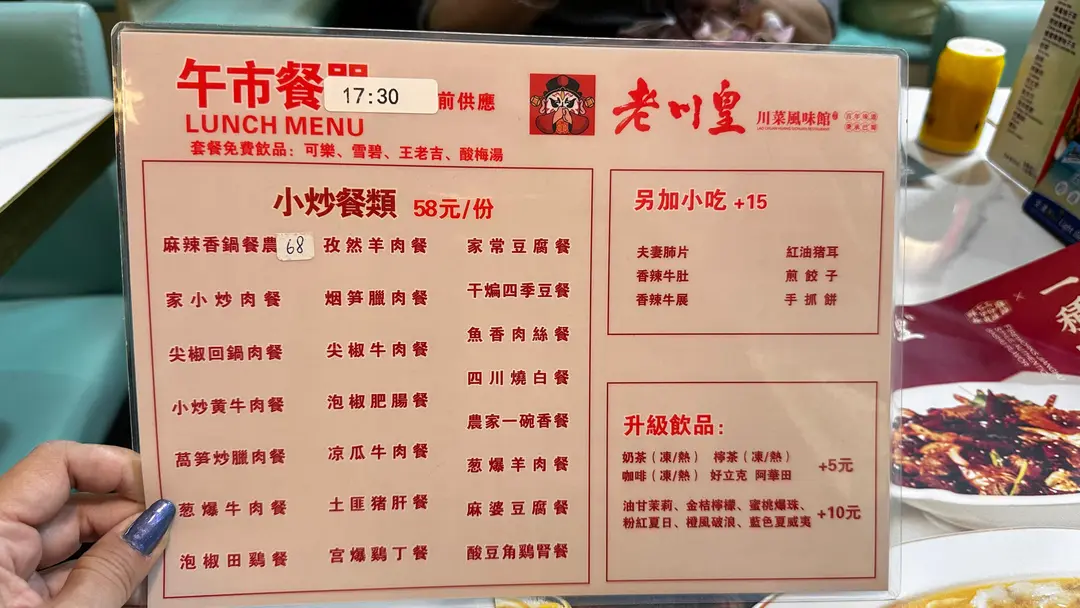 午市餐
17:30
前供應
LUNCH MENU
套餐免費飲品：可樂、雪碧、王老吉、酸梅湯
老川皇
川菜風味館
小炒餐類 58元/份
麻辣香鍋餐農 68
孜然羊肉餐
家常豆腐餐
家小炒肉餐
烟笋臘肉餐
干煸四季豆餐
尖椒回鍋肉餐
尖椒牛肉餐
魚香肉絲餐
小炒黄牛肉餐
泡椒肥腸餐
四川燒白餐
萵笋炒臘肉餐
凉瓜牛肉餐
農家一碗香餐
葱爆牛肉餐
土匪猪肝餐
葱爆羊肉餐
泡椒田鷄餐
宫爆鷄丁餐
麻婆豆腐餐
酸豆角鷄腎餐
另加小吃 +15
夫妻肺片
紅油猪耳
香辣牛肚
煎餃子
香辣牛展
手抓餅
升級飲品：
奶茶（凍/熱） 檸茶（凍/熱）
咖啡（凍/熱） 好立克 阿華田
+5元
油甘茉莉、金桔檸檬、蜜桃爆珠、
粉紅夏日、橙風破浪、藍色夏威夷
+10元